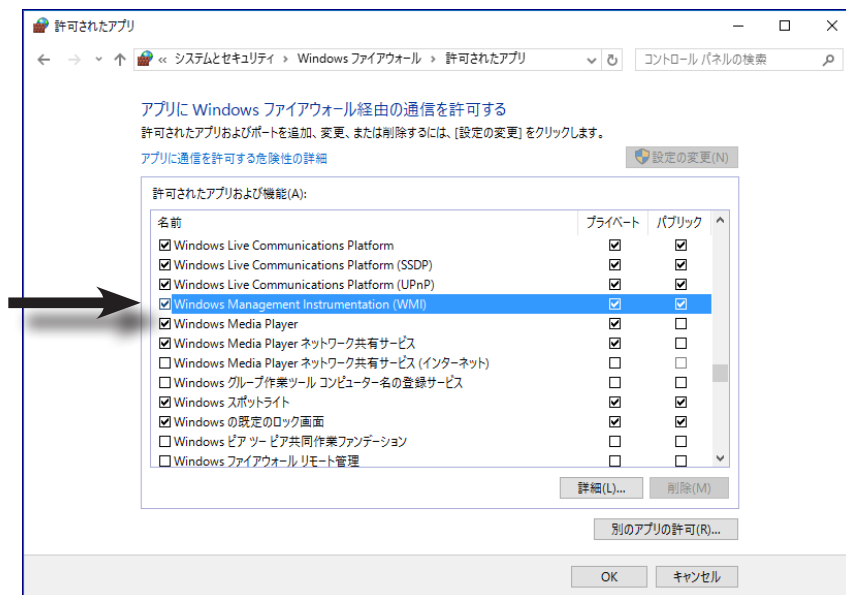 許可されたアプリ
« システムとセキュリティ › Windows ファイアウォール › 許可されたアプリ
コントロール パネルの検索
アプリに Windows ファイアウォール経由の通信を許可する
許可されたアプリおよびポートを追加、変更、または削除するには、[設定の変更] をクリックします。
アプリに通信を許可する危険性の詳細
設定の変更(N)
許可されたアプリおよび機能(A):
名前 プライベート パブリック
Windows Live Communications Platform
Windows Live Communications Platform (SSDP)
Windows Live Communications Platform (UPnP)
Windows Management Instrumentation (WMI)
Windows Media Player
Windows Media Player ネットワーク共有サービス
Windows Media Player ネットワーク共有サービス (インターネット)
Windows グループ作業ツール コンピューター名の登録サービス
Windows スポットライト
Windows の既定のロック画面
Windows ピア ツー ピア共同作業ファンデーション
Windows ファイアウォール リモート管理
詳細(L)... 削除(M)
別のアプリの許可(R)...
OK キャンセル